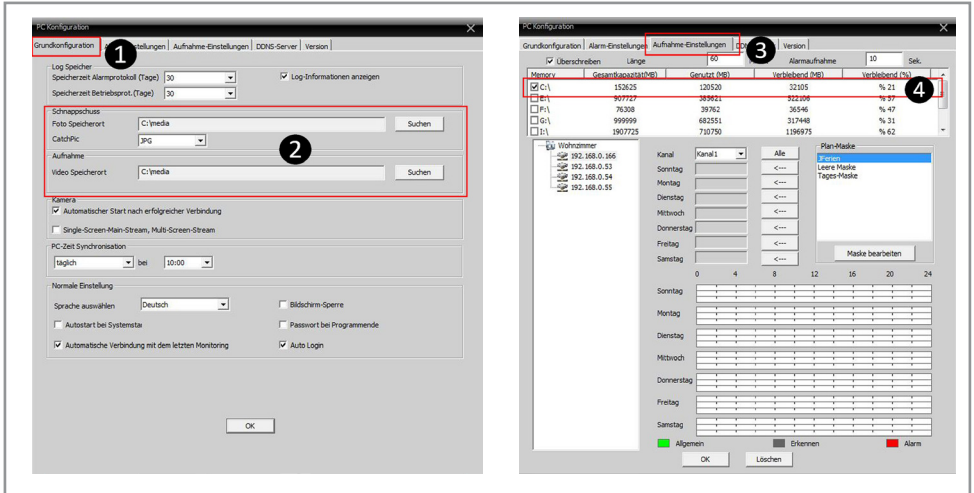 PC Konfiguration
Grundkonfiguration
1
stellungen
Aufnahme-Einstellungen
DDNS-Server
Version
Log Speicher
Speicherzeit Alarmprotokoll (Tage)
30
Log-Informationen anzeigen
Speicherzeit Betriebsprot.(Tage)
30
Schnappschuss
Foto Speicherort
C:\media
Suchen
CatchPic
JPG
2
Aufnahme
Video Speicherort
C:\media
Suchen
Kamera
Automatischer Start nach erfolgreicher Verbindung
Single-Screen-Main-Stream, Multi-Screen-Stream
PC-Zeit Synchronisation
täglich
bei
10:00
Normale Einstellung
Sprache auswählen
Deutsch
Bildschirm-Sperre
Autostart bei Systemstar
Passwort bei Programmende
Automatische Verbindung mit dem letzten Monitoring
Auto Login
OK
PC Konfiguration
Grundkonfiguration
Alarm-Einstellungen
Aufnahme-Einstellungen
3
Version
Überschreiben
Länge
60
Alarmaufnahme
10
Sek.
Memory
Gesamtkapazität(MB)
Genutzt (MB)
Verbleibend (MB)
Verbleibend (%)
4
C:\ 152625 120520 32105 % 21
E:\ 907727 385621 522106 % 57
F:\ 76308 39762 36546 % 47
G:\ 999999 682551 317448 % 31
I:\ 1907725 710750 1196975 % 62
Wohnzimmer
192.168.0.166
192.168.0.53
192.168.0.54
192.168.0.55
Kanal
Kanal1
Alle
Sonntag
<---
Montag
<---
Dienstag
<---
Mittwoch
<---
Donnerstag
<---
Freitag
<---
Samstag
<---
Plan-Maske
JFerien
Leere Maske
Tages-Maske
Maske bearbeiten
0 4 8 12 16 20 24
Sonntag
Montag
Dienstag
Mittwoch
Donnerstag
Freitag
Samstag
Allgemein
Erkennen
Alarm
OK
Löschen